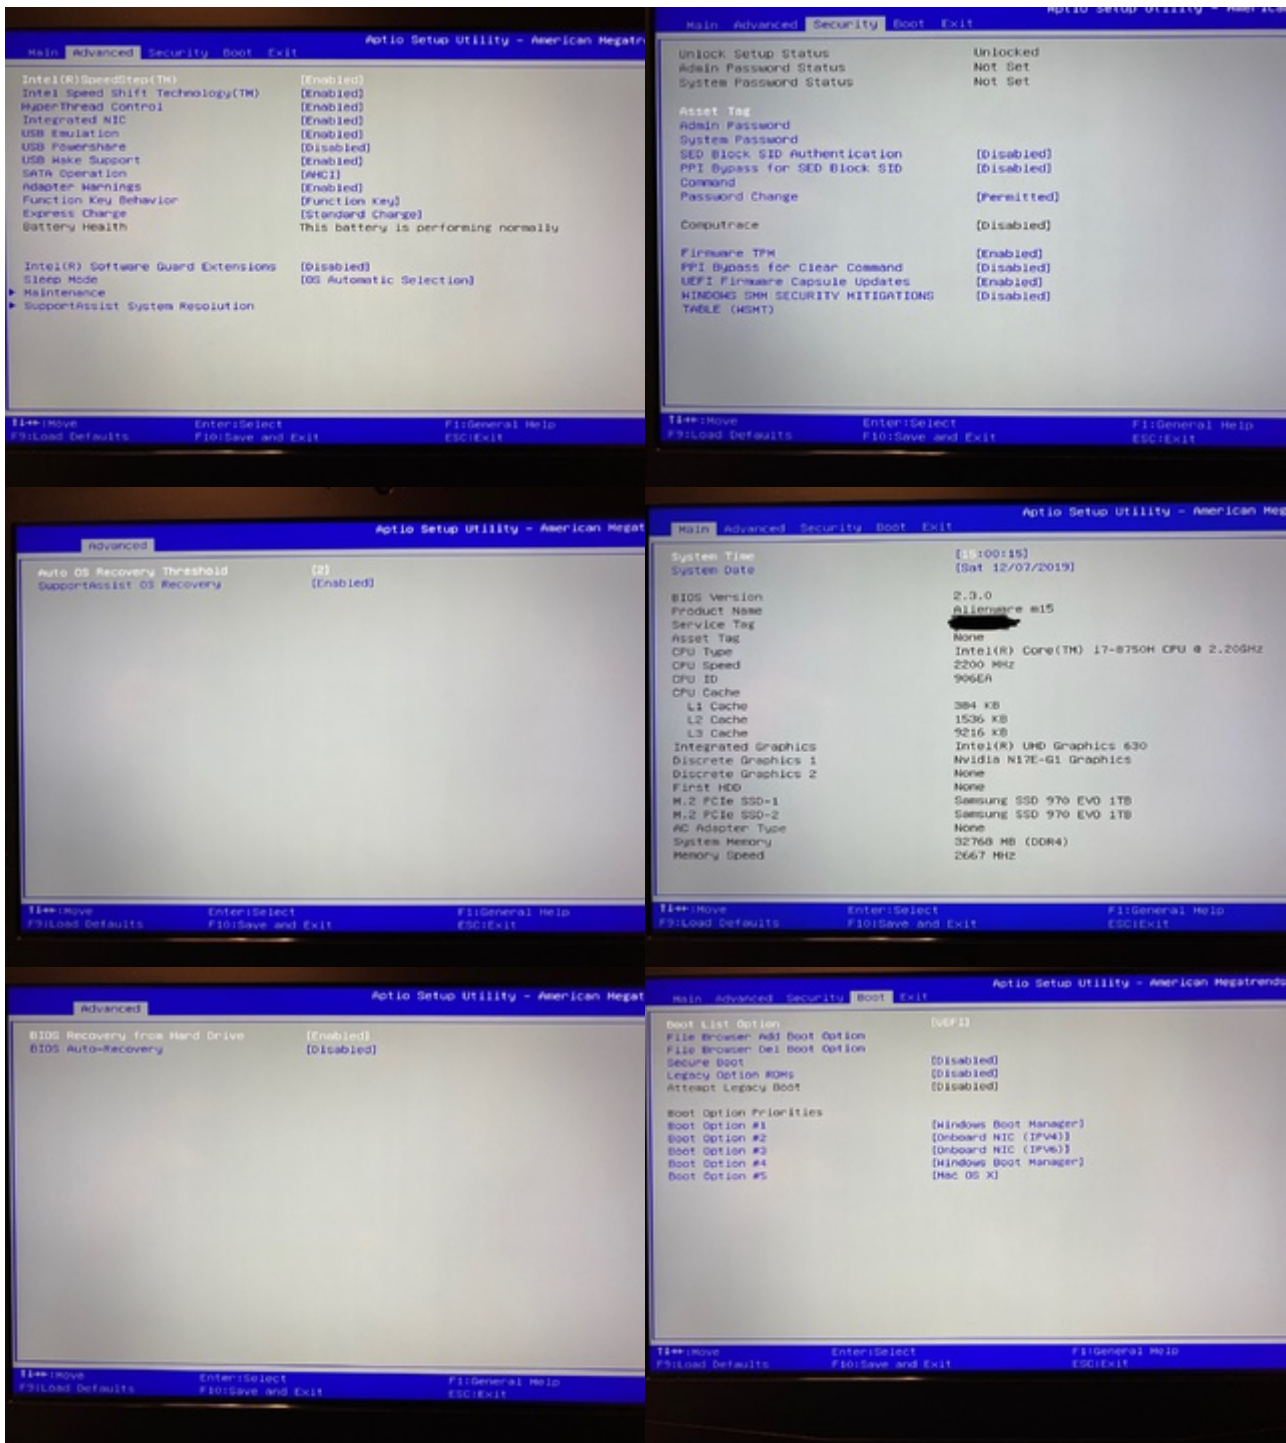 Aptio Setup Utility - American Megatr
Main Advanced Security Boot Exit
Intel(R)SpeedStep(TM) [Enabled]
Intel Speed Shift Technology(TM) [Enabled]
HyperThread Control [Enabled]
Integrated NIC [Enabled]
USB Emulation [Enabled]
USB Powershare [Disabled]
USB Wake Support [Enabled]
SATA Operation [AHCI]
Adapter Warnings [Enabled]
Function Key Behavior [Function Key]
Express Charge [Standard Charge]
Battery Health This battery is performing normally
Intel(R) Software Guard Extensions [Disabled]
Sleep Mode [OS Automatic Selection]
Maintenance
SupportAssist System Resolution
↑↓↔:Move Enter:Select F1:General Help
F9:Load Defaults F10:Save and Exit ESC:Exit
Aptio Setup Utility - American
Main Advanced Security Boot Exit
Unlock Setup Status Unlocked
Admin Password Status Not Set
System Password Status Not Set
Asset Tag
Admin Password
System Password
SED Block SID Authentication [Disabled]
PPI Bypass for SED Block SID [Disabled]
Command
Password Change [Permitted]
Computrace [Disabled]
Firmware TPM [Enabled]
PPI Bypass for Clear Command [Disabled]
UEFI Firmware Capsule Updates [Enabled]
WINDOWS SMM SECURITY MITIGATIONS [Disabled]
TABLE (WSMT)
↑↓↔:Move Enter:Select F1:General Help
F9:Load Defaults F10:Save and Exit ESC:Exit
Aptio Setup Utility - American Megat
Advanced
Auto OS Recovery Threshold [2]
SupportAssist OS Recovery [Enabled]
↑↓↔:Move Enter:Select F1:General Help
F9:Load Defaults F10:Save and Exit ESC:Exit
Aptio Setup Utility - American Meg
Main Advanced Security Boot Exit
System Time [15:00:15]
System Date [Sat 12/07/2019]
BIOS Version 2.3.0
Product Name Alienware m15
Service Tag
Asset Tag None
CPU Type Intel(R) Core(TM) i7-8750H CPU @ 2.20GHz
CPU Speed 2200 MHz
CPU ID 906EA
CPU Cache
L1 Cache 384 KB
L2 Cache 1536 KB
L3 Cache 9216 KB
Integrated Graphics Intel(R) UHD Graphics 630
Discrete Graphics 1 Nvidia N17E-G1 Graphics
Discrete Graphics 2 None
First HDD None
M.2 PCIe SSD-1 Samsung SSD 970 EVO 1TB
M.2 PCIe SSD-2 Samsung SSD 970 EVO 1TB
AC Adapter Type None
System Memory 32768 MB (DDR4)
Memory Speed 2667 MHz
↑↓↔:Move Enter:Select F1:General Help
F9:Load Defaults F10:Save and Exit ESC:Exit
Aptio Setup Utility - American Megat
Advanced
BIOS Recovery from Hard Drive [Enabled]
BIOS Auto-Recovery [Disabled]
↑↓↔:Move Enter:Select F1:General Help
F9:Load Defaults F10:Save and Exit ESC:Exit
Aptio Setup Utility - American Megatrends
Main Advanced Security Boot Exit
Boot List Option [UEFI]
File Browser Add Boot Option
File Browser Del Boot Option
Secure Boot [Disabled]
Legacy Option ROMs [Disabled]
Attempt Legacy Boot [Disabled]
Boot Option Priorities
Boot Option #1 [Windows Boot Manager]
Boot Option #2 [Onboard NIC (IPV4)]
Boot Option #3 [Onboard NIC (IPV6)]
Boot Option #4 [Windows Boot Manager]
Boot Option #5 [Mac OS X]
↑↓↔:Move Enter:Select F1:General Help
F9:Load Defaults F10:Save and Exit ESC:Exit